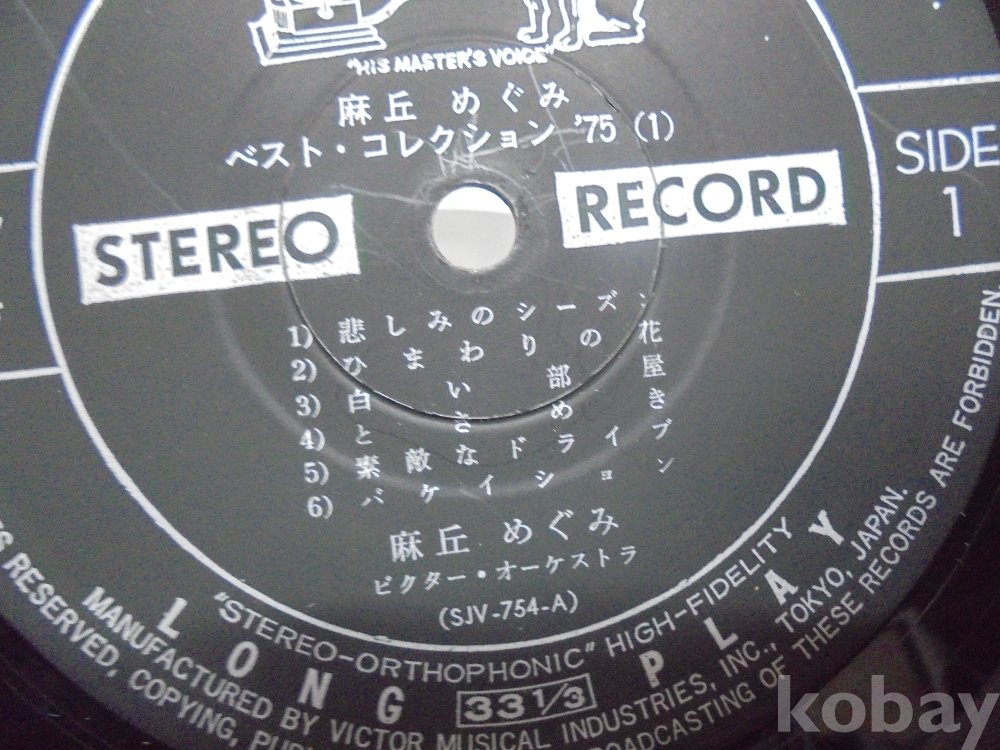 "HIS MASTER'S VOICE"
麻丘 めぐみ
ベスト・コレクション '75 (1)
STEREO RECORD
SIDE
1
1) 悲しみのシーズン
2) ひまわりの花
3) 白い部屋
4) ときめき
5) 素敵なドライブ
6) バケイション
麻丘 めぐみ
ビクター・オーケストラ
(SJV-754-A)
"STEREO-ORTHOPHONIC" HIGH-FIDELITY
LONG 33 1/3 PLAY
MANUFACTURED BY VICTOR MUSICAL INDUSTRIES, INC., TOKYO, JAPAN.
RESERVED, COPYING,
BROADCASTING OF THESE RECORDS ARE FORBIDDEN
kobay